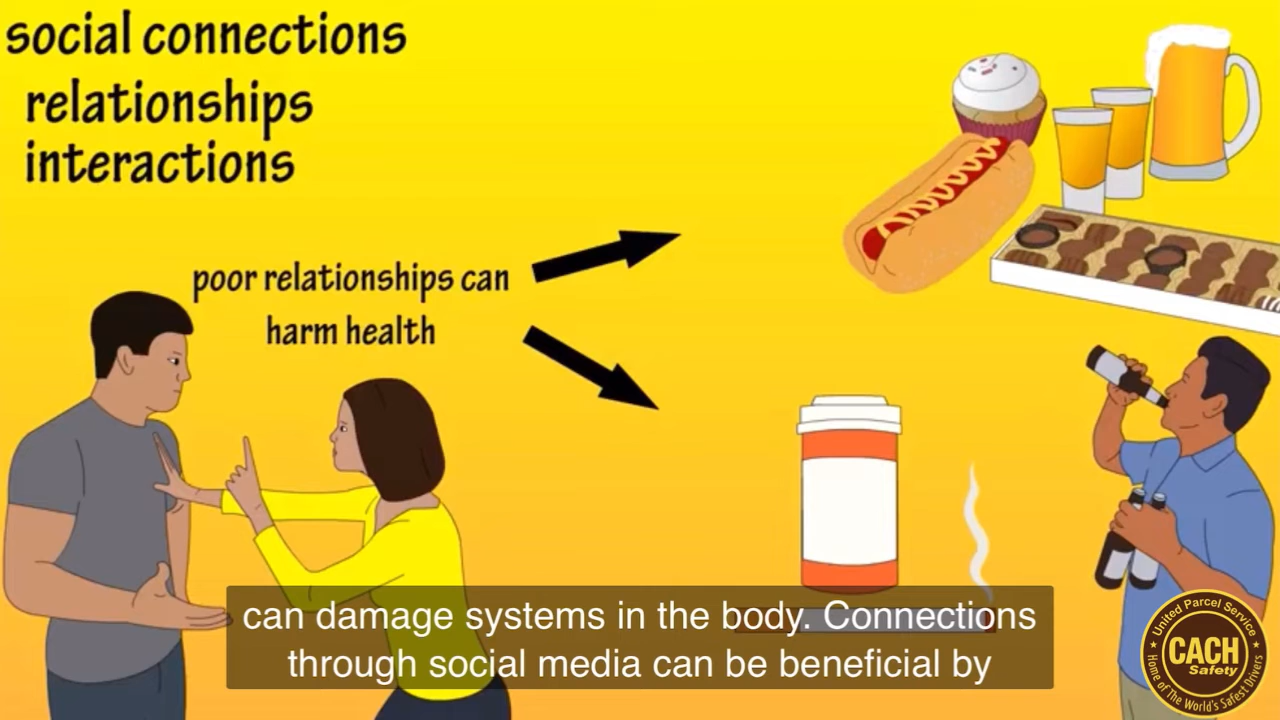 social connections
relationships
interactions
poor relationships can
harm health
can damage systems in the body. Connections
through social media can be beneficial by
United Parcel Service
CACH
Safety
Home of The World's Safest Drivers